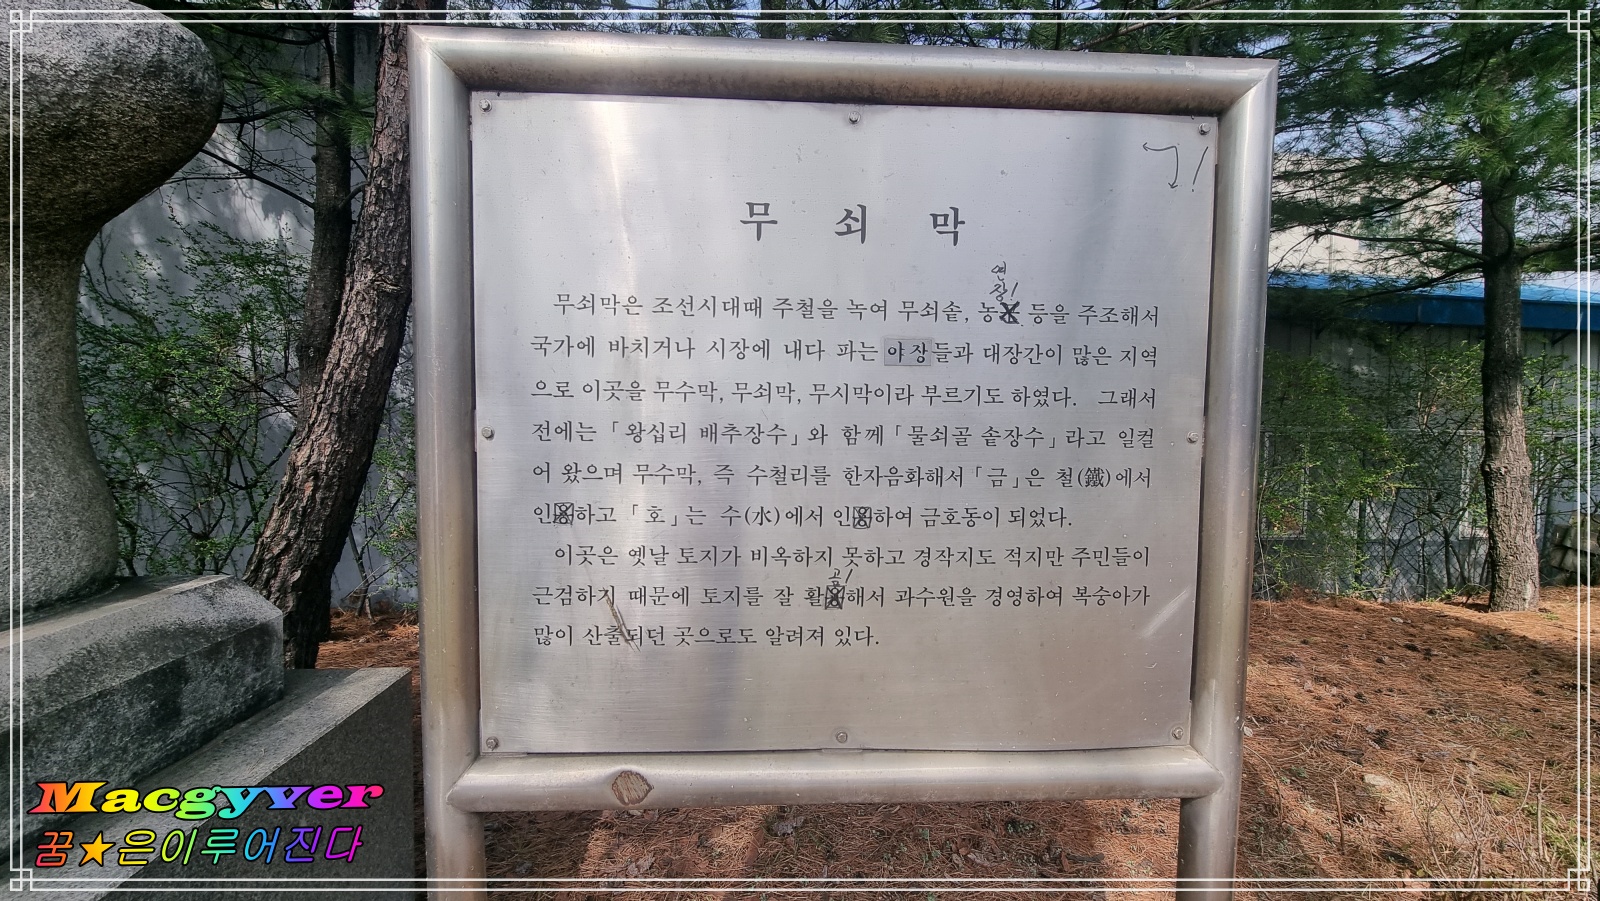 무 쇠 막
연
장!
무쇠막은 조선시대때 주철을 녹여 무쇠솥, 농 등을 주조해서
국가에 바치거나 시장에 내다 파는 야장들과 대장간이 많은 지역
으로 이곳을 무수막, 무쇠막, 무시막이라 부르기도 하였다. 그래서
전에는 「왕십리 배추장수」와 함께 「물쇠골 솥장수」라고 일컬
어 왔으며 무수막, 즉 수철리를 한자음화해서 「금」은 철(鐵)에서
인용하고 「호」는 수(水)에서 인용하여 금호동이 되었다.
이곳은 옛날 토지가 비옥하지 못하고 경작지도 적지만 주민들이
근검하기 때문에 토지를 잘 활용해서 과수원을 경영하여 복숭아가
많이 산출되던 곳으로도 알려져 있다.
Macgyver
꿈★은이루어진다